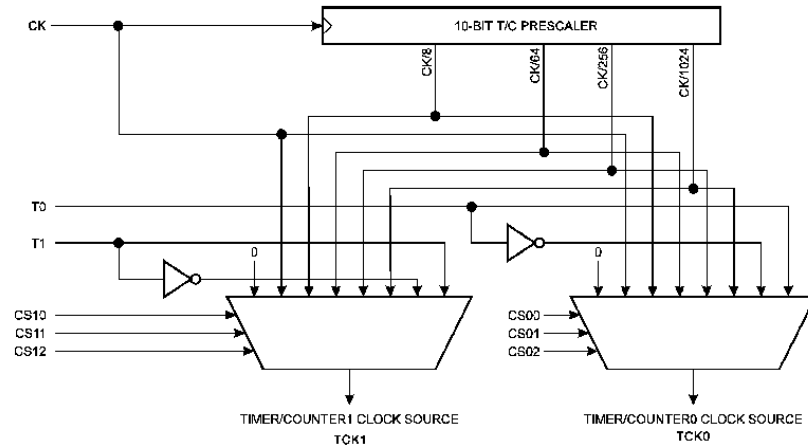 CK
10-BIT T/C PRESCALER
CK/8
CK/64
CK/256
CK/1024
T0
T1
0
0
CS10
CS11
CS12
CS00
CS01
CS02
TIMER/COUNTER1 CLOCK SOURCE
TCK1
TIMER/COUNTER0 CLOCK SOURCE
TCK0